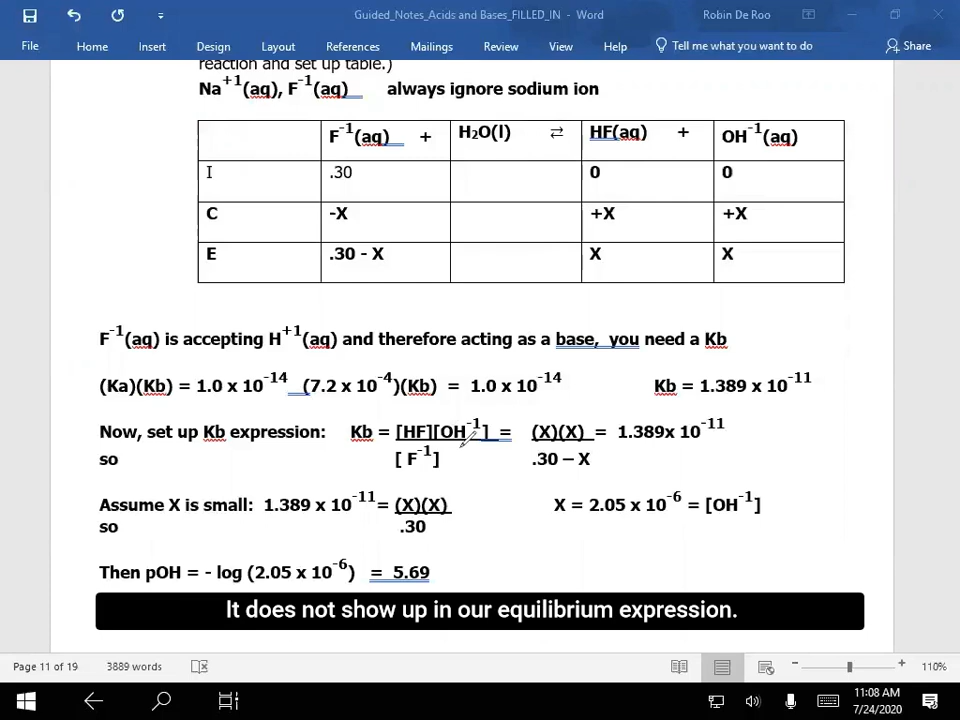 Guided_Notes_Acids and Bases_FILLED_IN - Word
Robin De Roo
File Home Insert Design Layout References Mailings Review View Help Tell me what you want to do Share
reaction and set up table.)
Na+1(aq), F-1(aq) always ignore sodium ion
F-1(aq) + H2O(l) ⇄ HF(aq) + OH-1(aq)
I .30 0 0
C -X +X +X
E .30 - X X X
F-1(aq) is accepting H+1(aq) and therefore acting as a base, you need a Kb
(Ka)(Kb) = 1.0 x 10-14 (7.2 x 10-4)(Kb) = 1.0 x 10-14 Kb = 1.389 x 10-11
Now, set up Kb expression: Kb = [HF][OH-1] = (X)(X) = 1.389x 10-11
so [ F-1] .30 – X
Assume X is small: 1.389 x 10-11= (X)(X) X = 2.05 x 10-6 = [OH-1]
so .30
Then pOH = - log (2.05 x 10-6) = 5.69
It does not show up in our equilibrium expression.
Page 11 of 19 3889 words 110%
11:08 AM
7/24/2020